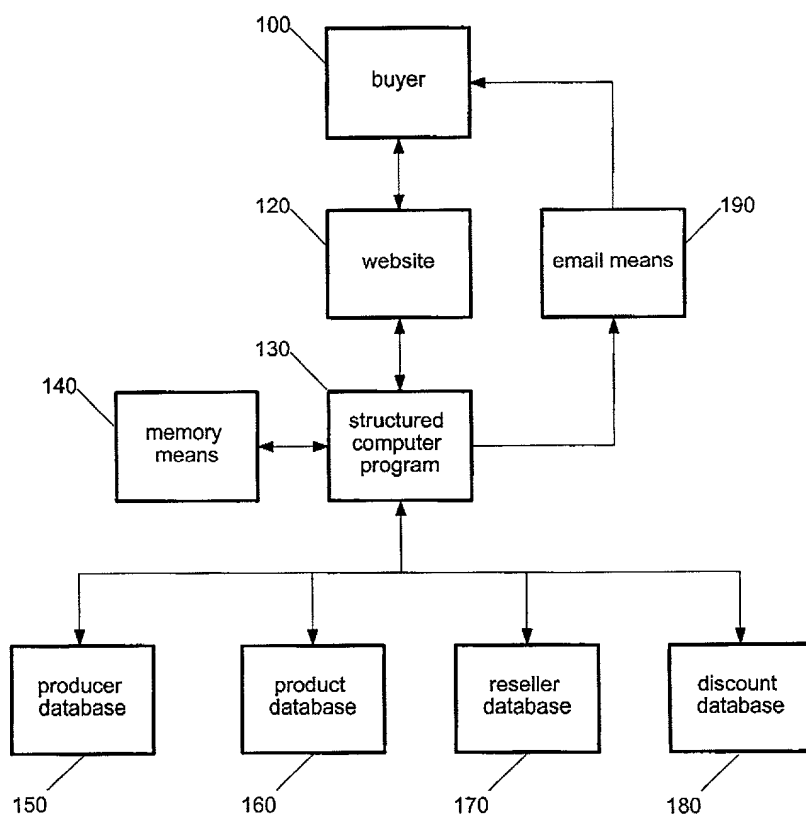 100
buyer
120
190
website
email means
130
140
structured
computer
program
memory
means
producer
database
product
database
reseller
database
discount
database
150
160
170
180